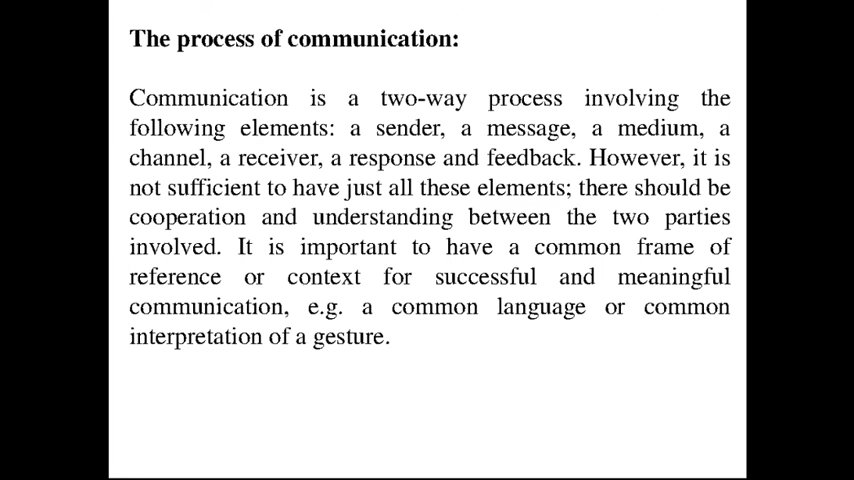 The process of communication:
Communication is a two-way process involving the
following elements: a sender, a message, a medium, a
channel, a receiver, a response and feedback. However, it is
not sufficient to have just all these elements; there should be
cooperation and understanding between the two parties
involved. It is important to have a common frame of
reference or context for successful and meaningful
communication, e.g. a common language or common
interpretation of a gesture.